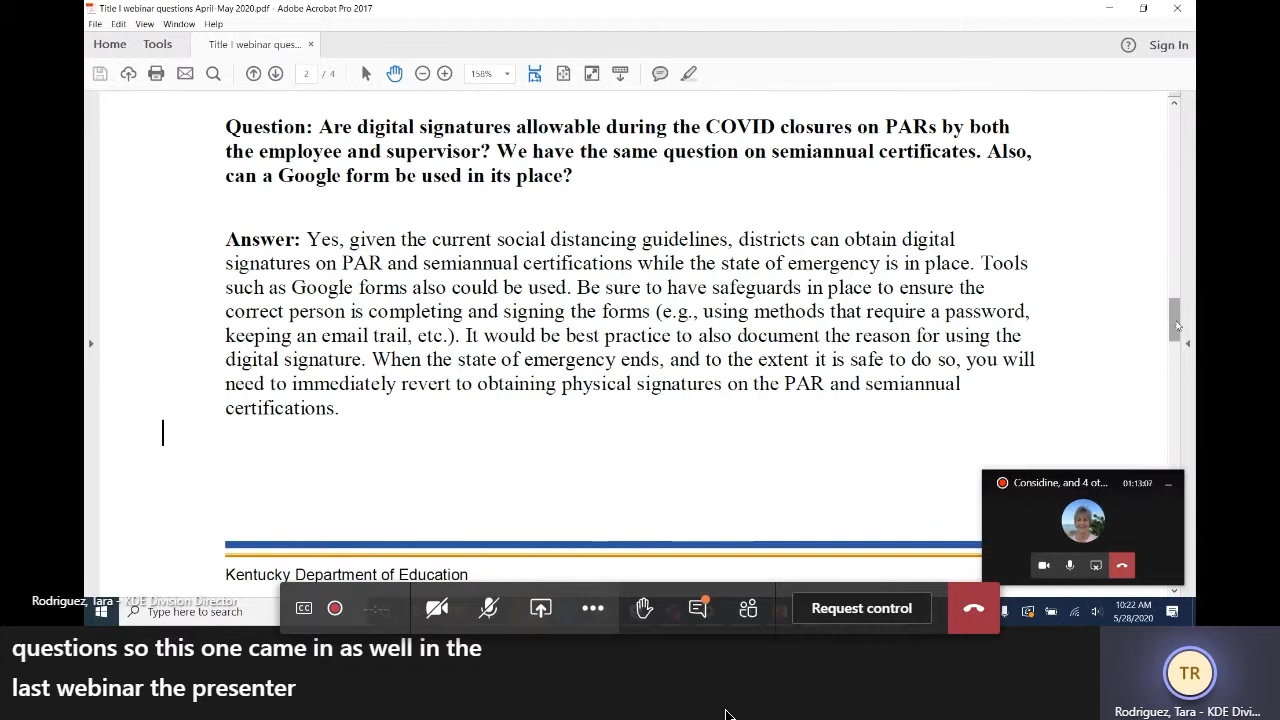 Title I webinar questions April-May 2020.pdf - Adobe Acrobat Pro 2017
File Edit View Window Help
Home Tools Title I webinar ques... × Sign In
2 / 4 158%
Question: Are digital signatures allowable during the COVID closures on PARs by both
the employee and supervisor? We have the same question on semiannual certificates. Also,
can a Google form be used in its place?
Answer: Yes, given the current social distancing guidelines, districts can obtain digital
signatures on PAR and semiannual certifications while the state of emergency is in place. Tools
such as Google forms also could be used. Be sure to have safeguards in place to ensure the
correct person is completing and signing the forms (e.g., using methods that require a password,
keeping an email trail, etc.). It would be best practice to also document the reason for using the
digital signature. When the state of emergency ends, and to the extent it is safe to do so, you will
need to immediately revert to obtaining physical signatures on the PAR and semiannual
certifications.
Considine, and 4 ot... 01:13:07
Kentucky Department of Education
Rodriguez, Tara - KDE Division Director
Type here to search
CC
Request control
10:22 AM
5/28/2020
questions so this one came in as well in the
last webinar the presenter
TR
Rodriguez, Tara - KDE Divi...